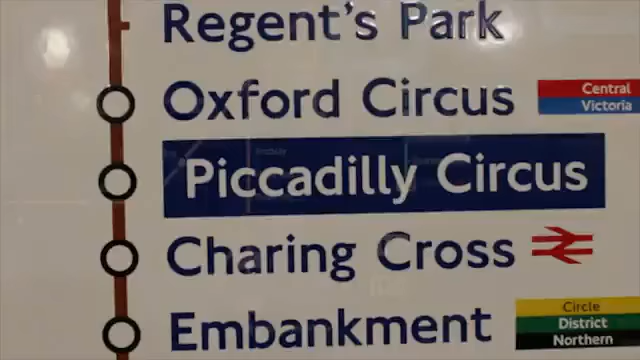 Regent's Park
Oxford Circus
Central
Victoria
Piccadilly Circus
Charing Cross
Embankment
Circle
District
Northern